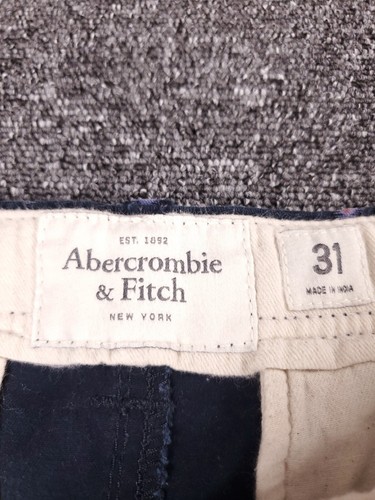 EST. 1892
Abercrombie
& Fitch
NEW YORK
31
MADE IN INDIA